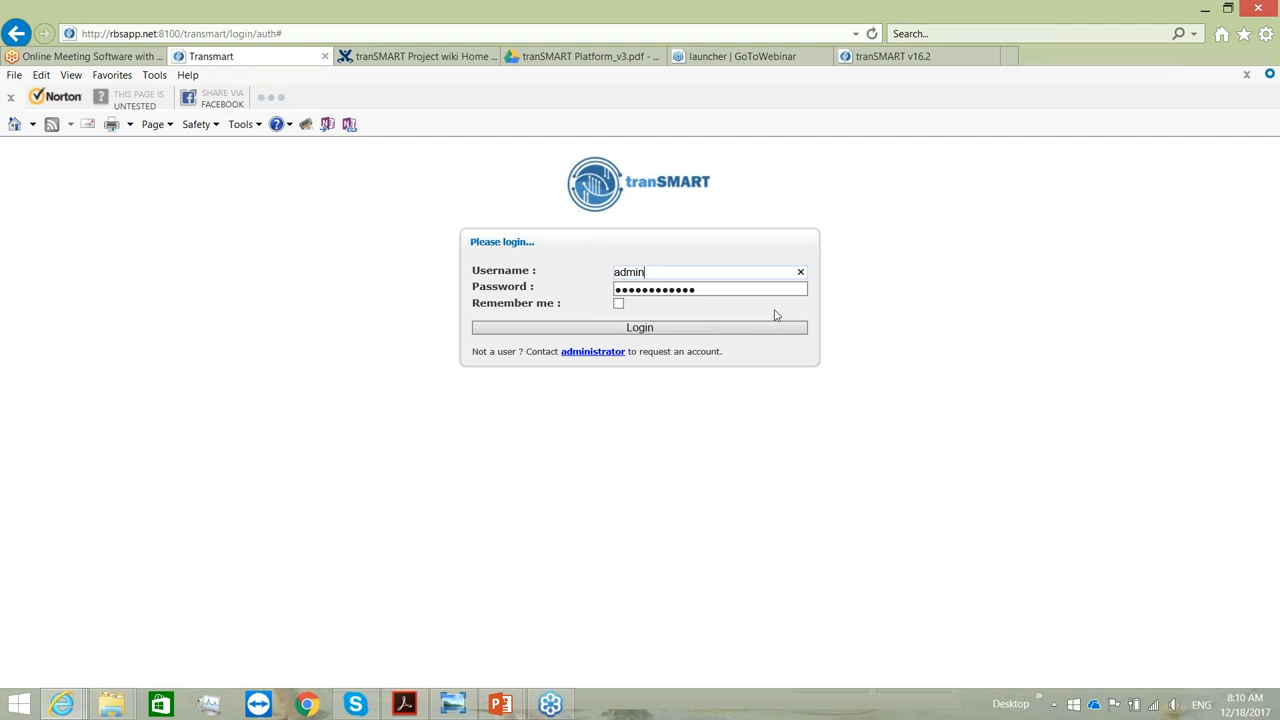 http://rbsapp.net:8100/transmart/login/auth#
Search...
Online Meeting Software with ...
Transmart
tranSMART Project wiki Home ...
tranSMART Platform_v3.pdf - ...
launcher | GoToWebinar
tranSMART v16.2
File Edit View Favorites Tools Help
Norton
THIS PAGE IS
UNTESTED
SHARE VIA
FACEBOOK
Page Safety Tools
tranSMART
Please login...
Username : admin
Password : ●●●●●●●●●●●●
Remember me :
Login
Not a user ? Contact administrator to request an account.
Desktop
ENG
8:10 AM
12/18/2017